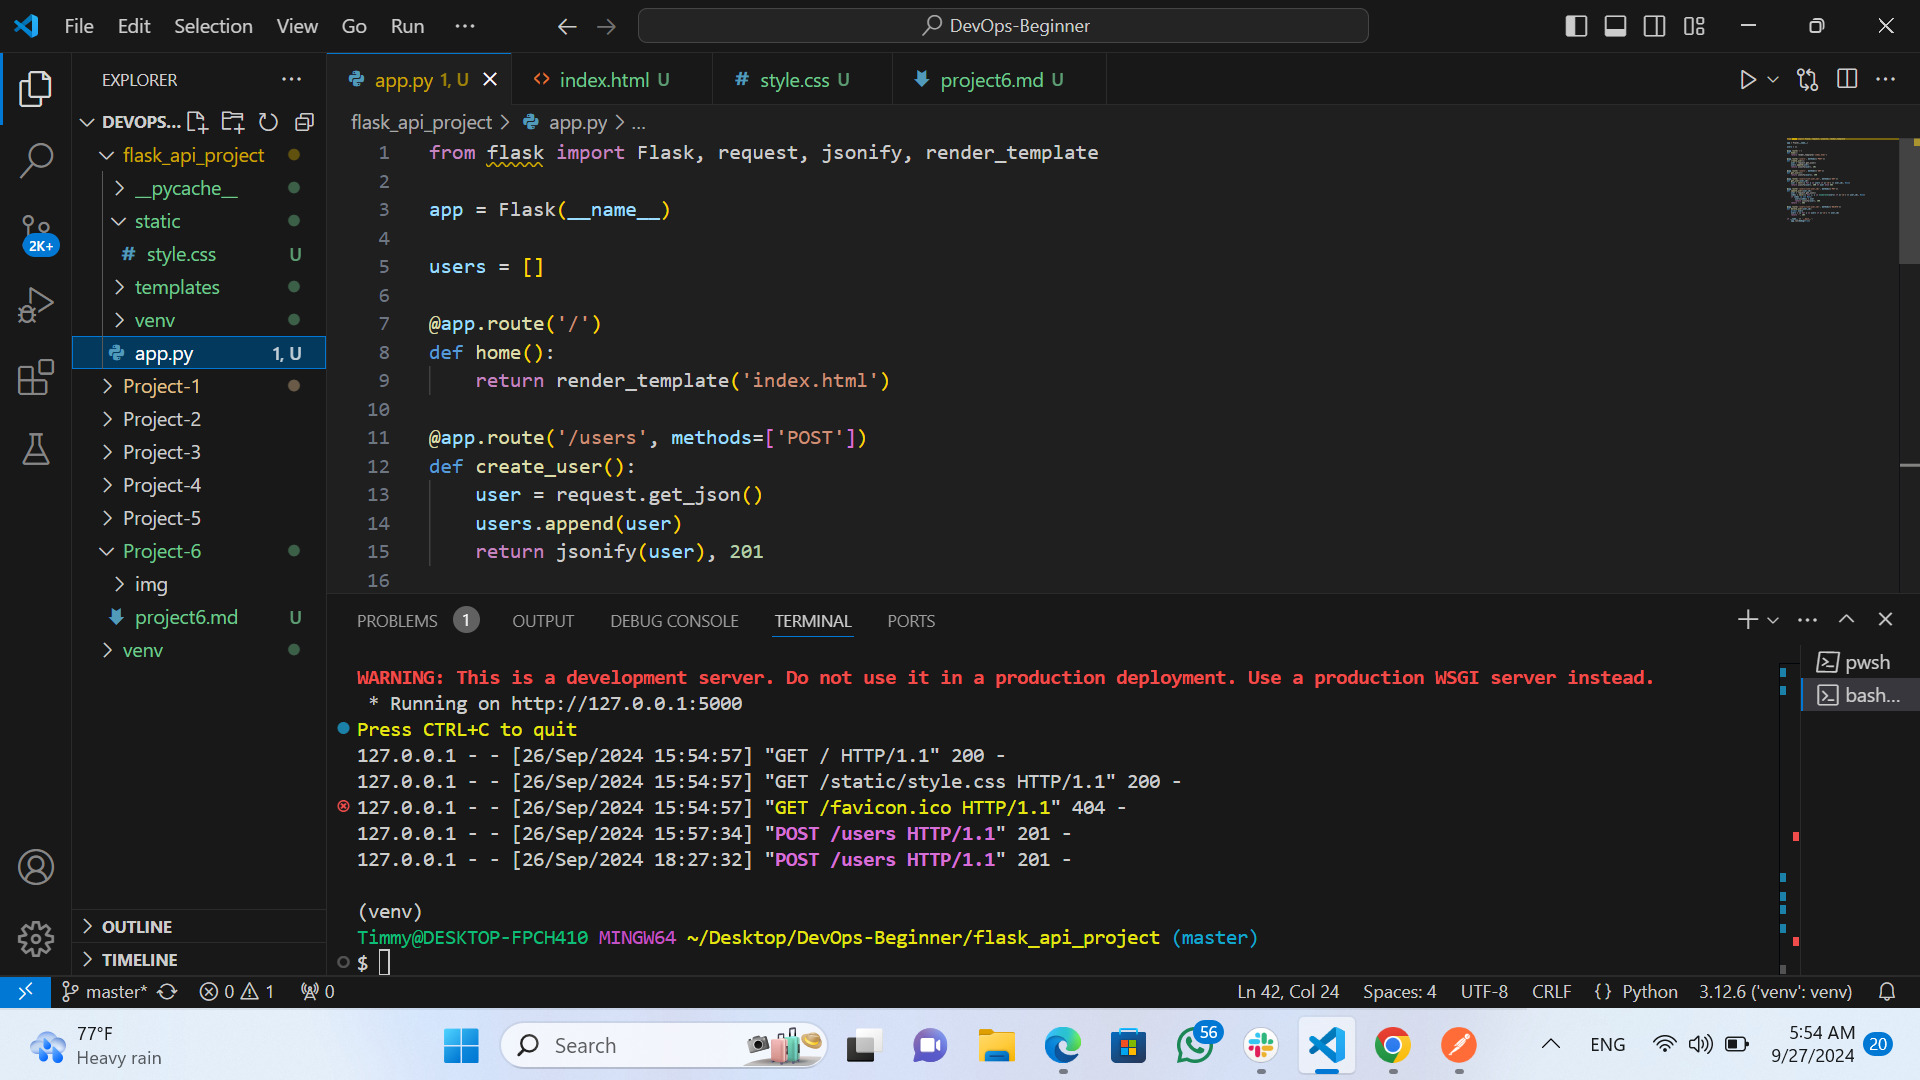 File Edit Selection View Go Run ...
DevOps-Beginner
EXPLORER
DEVOPS...
flask_api_project
__pycache__
static
# style.css U
templates
venv
app.py 1, U
Project-1
Project-2
Project-3
Project-4
Project-5
Project-6
img
project6.md U
venv
OUTLINE
TIMELINE
2K+
app.py 1, U
<> index.html U
# style.css U
project6.md U
flask_api_project > app.py > ...
1 from flask import Flask, request, jsonify, render_template
2
3 app = Flask(__name__)
4
5 users = []
6
7 @app.route('/')
8 def home():
9 return render_template('index.html')
10
11 @app.route('/users', methods=['POST'])
12 def create_user():
13 user = request.get_json()
14 users.append(user)
15 return jsonify(user), 201
16
PROBLEMS 1 OUTPUT DEBUG CONSOLE TERMINAL PORTS
WARNING: This is a development server. Do not use it in a production deployment. Use a production WSGI server instead.
* Running on http://127.0.0.1:5000
Press CTRL+C to quit
127.0.0.1 - - [26/Sep/2024 15:54:57] "GET / HTTP/1.1" 200 -
127.0.0.1 - - [26/Sep/2024 15:54:57] "GET /static/style.css HTTP/1.1" 200 -
127.0.0.1 - - [26/Sep/2024 15:54:57] "GET /favicon.ico HTTP/1.1" 404 -
127.0.0.1 - - [26/Sep/2024 15:57:34] "POST /users HTTP/1.1" 201 -
127.0.0.1 - - [26/Sep/2024 18:27:32] "POST /users HTTP/1.1" 201 -
(venv)
Timmy@DESKTOP-FPCH410 MINGW64 ~/Desktop/DevOps-Beginner/flask_api_project (master)
$
pwsh
bash...
master* 0 1 0
Ln 42, Col 24 Spaces: 4 UTF-8 CRLF {} Python 3.12.6 ('venv': venv)
77°F
Heavy rain
Search
56
ENG
5:54 AM
9/27/2024
20